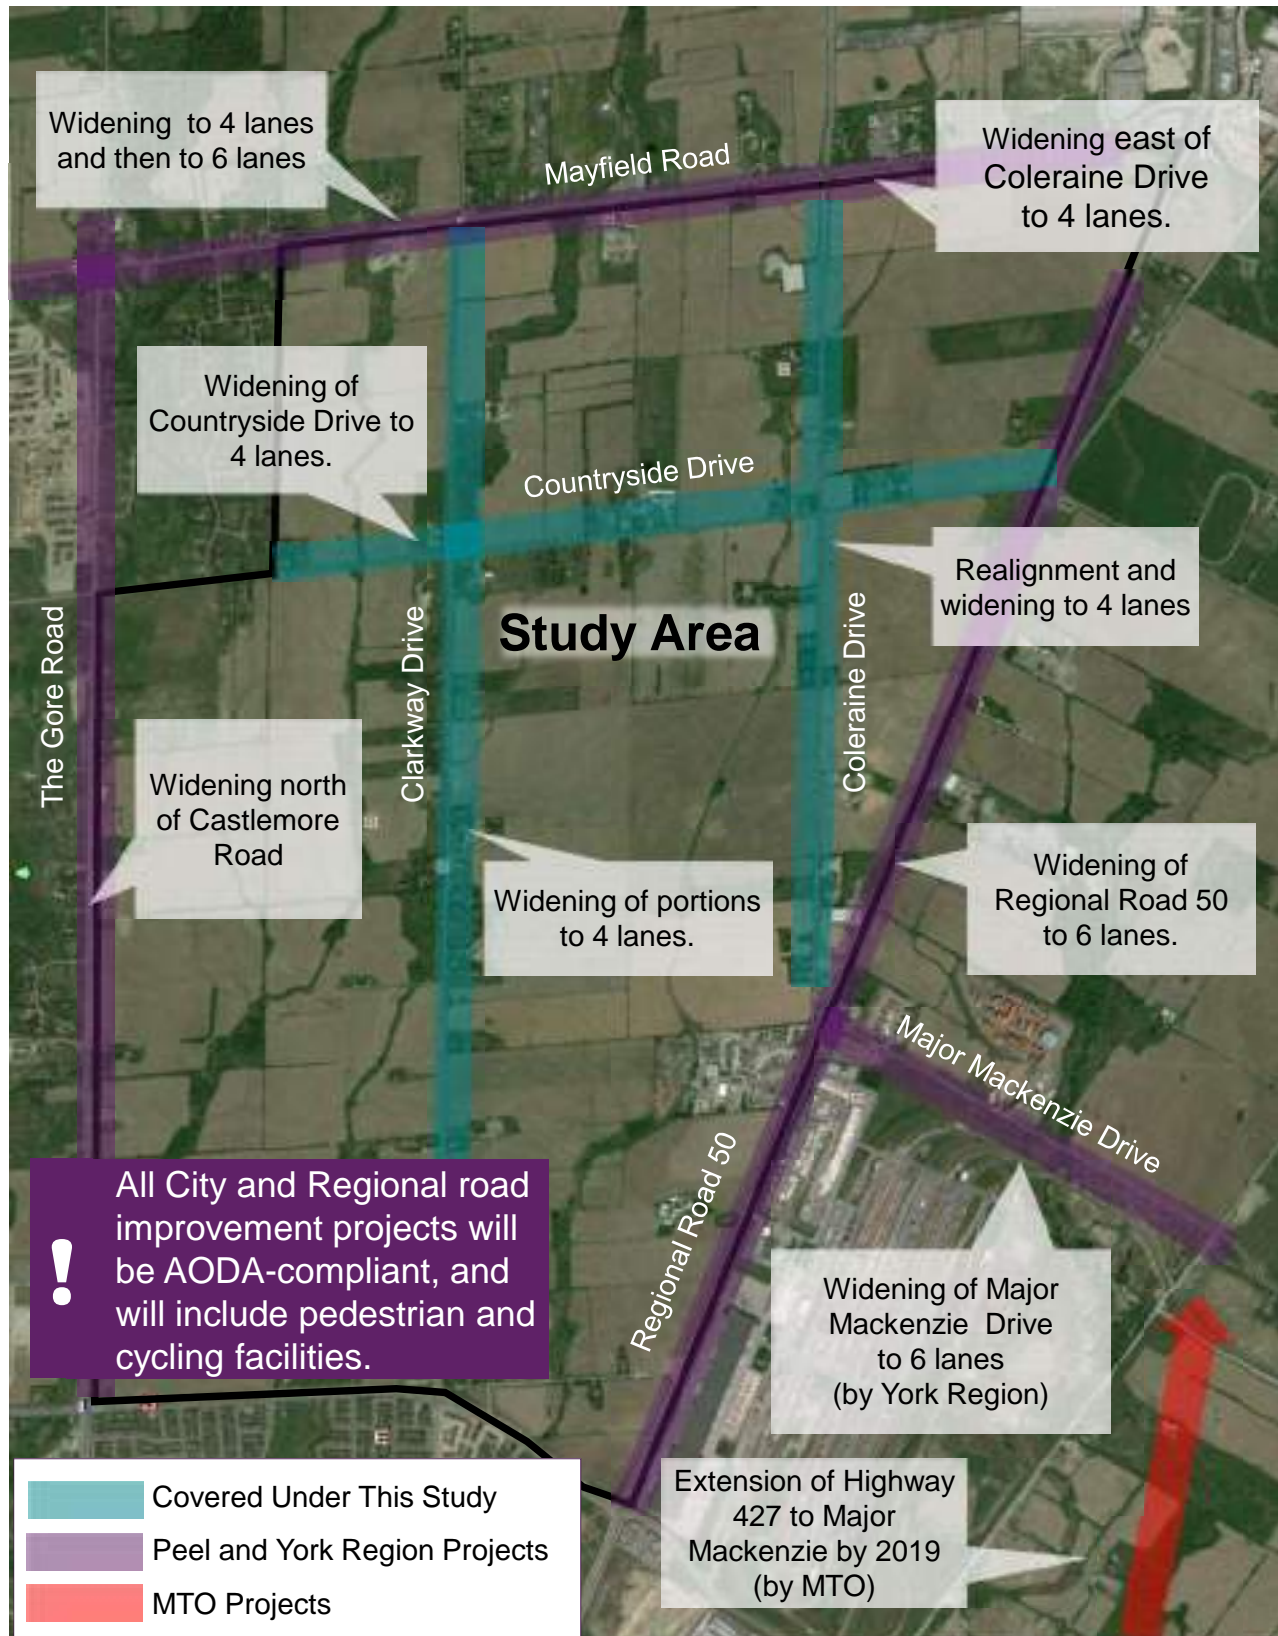 Widening to 4 lanes
and then to 6 lanes
Mayfield Road
Widening east of
Coleraine Drive
to 4 lanes.
Widening of
Countryside Drive to
4 lanes.
Countryside Drive
Realignment and
widening to 4 lanes
Study Area
The Gore Road
Clarkway Drive
Coleraine Drive
Widening north
of Castlemore
Road
Widening of portions
to 4 lanes.
Widening of
Regional Road 50
to 6 lanes.
Major Mackenzie Drive
Regional Road 50
!
All City and Regional road
improvement projects will
be AODA-compliant, and
will include pedestrian and
cycling facilities.
Widening of Major
Mackenzie Drive
to 6 lanes
(by York Region)
Extension of Highway
427 to Major
Mackenzie by 2019
(by MTO)
Covered Under This Study
Peel and York Region Projects
MTO Projects